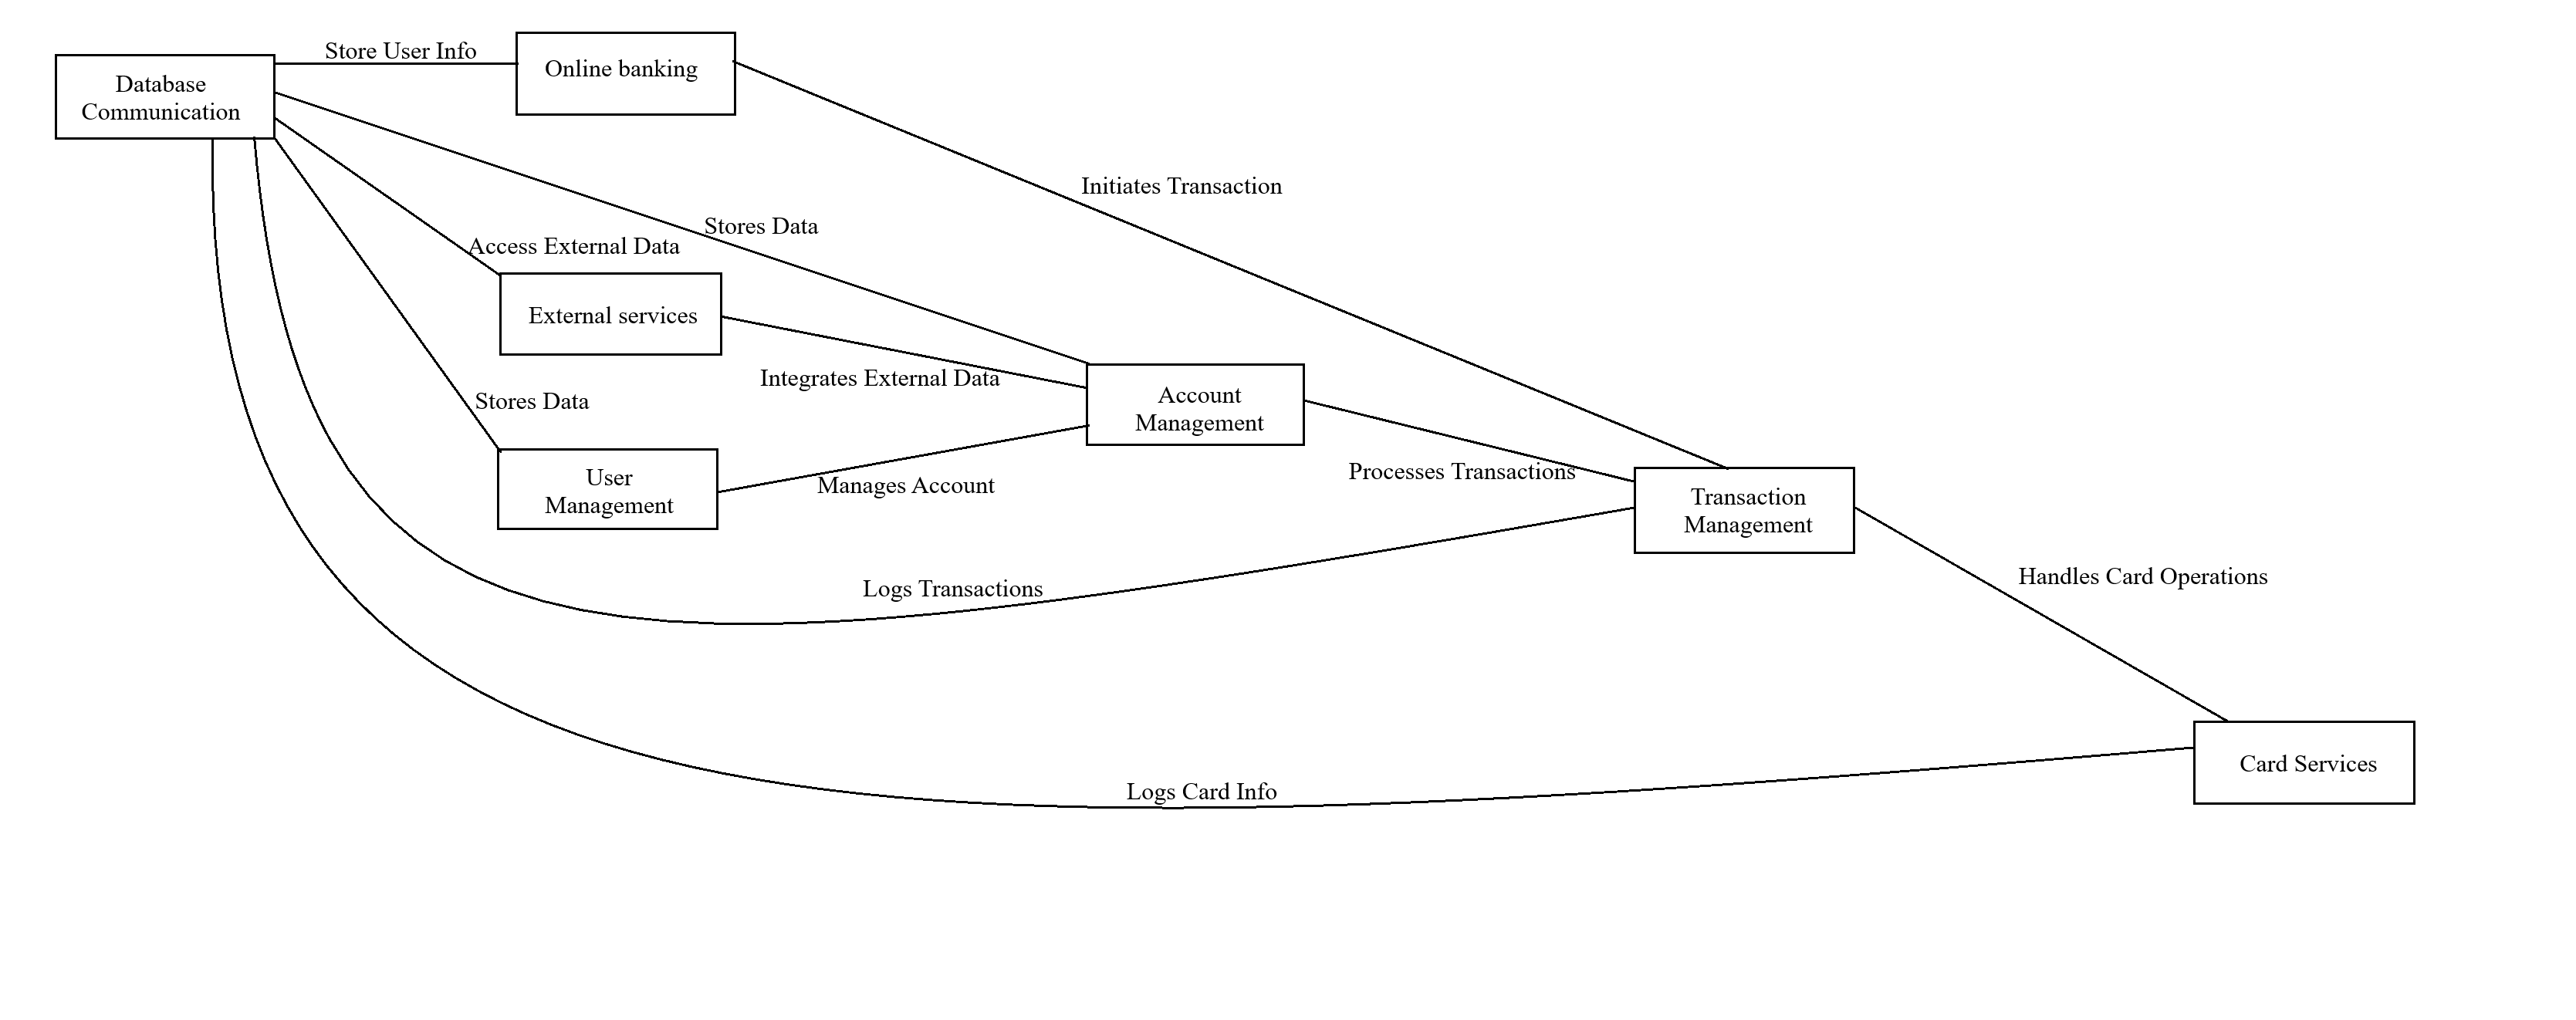 Store User Info
Online banking
Database
Communication
Initiates Transaction
Stores Data
Access External Data
External services
Integrates External Data
Account
Management
Stores Data
User
Management
Manages Account
Processes Transactions
Transaction
Management
Logs Transactions
Handles Card Operations
Card Services
Logs Card Info